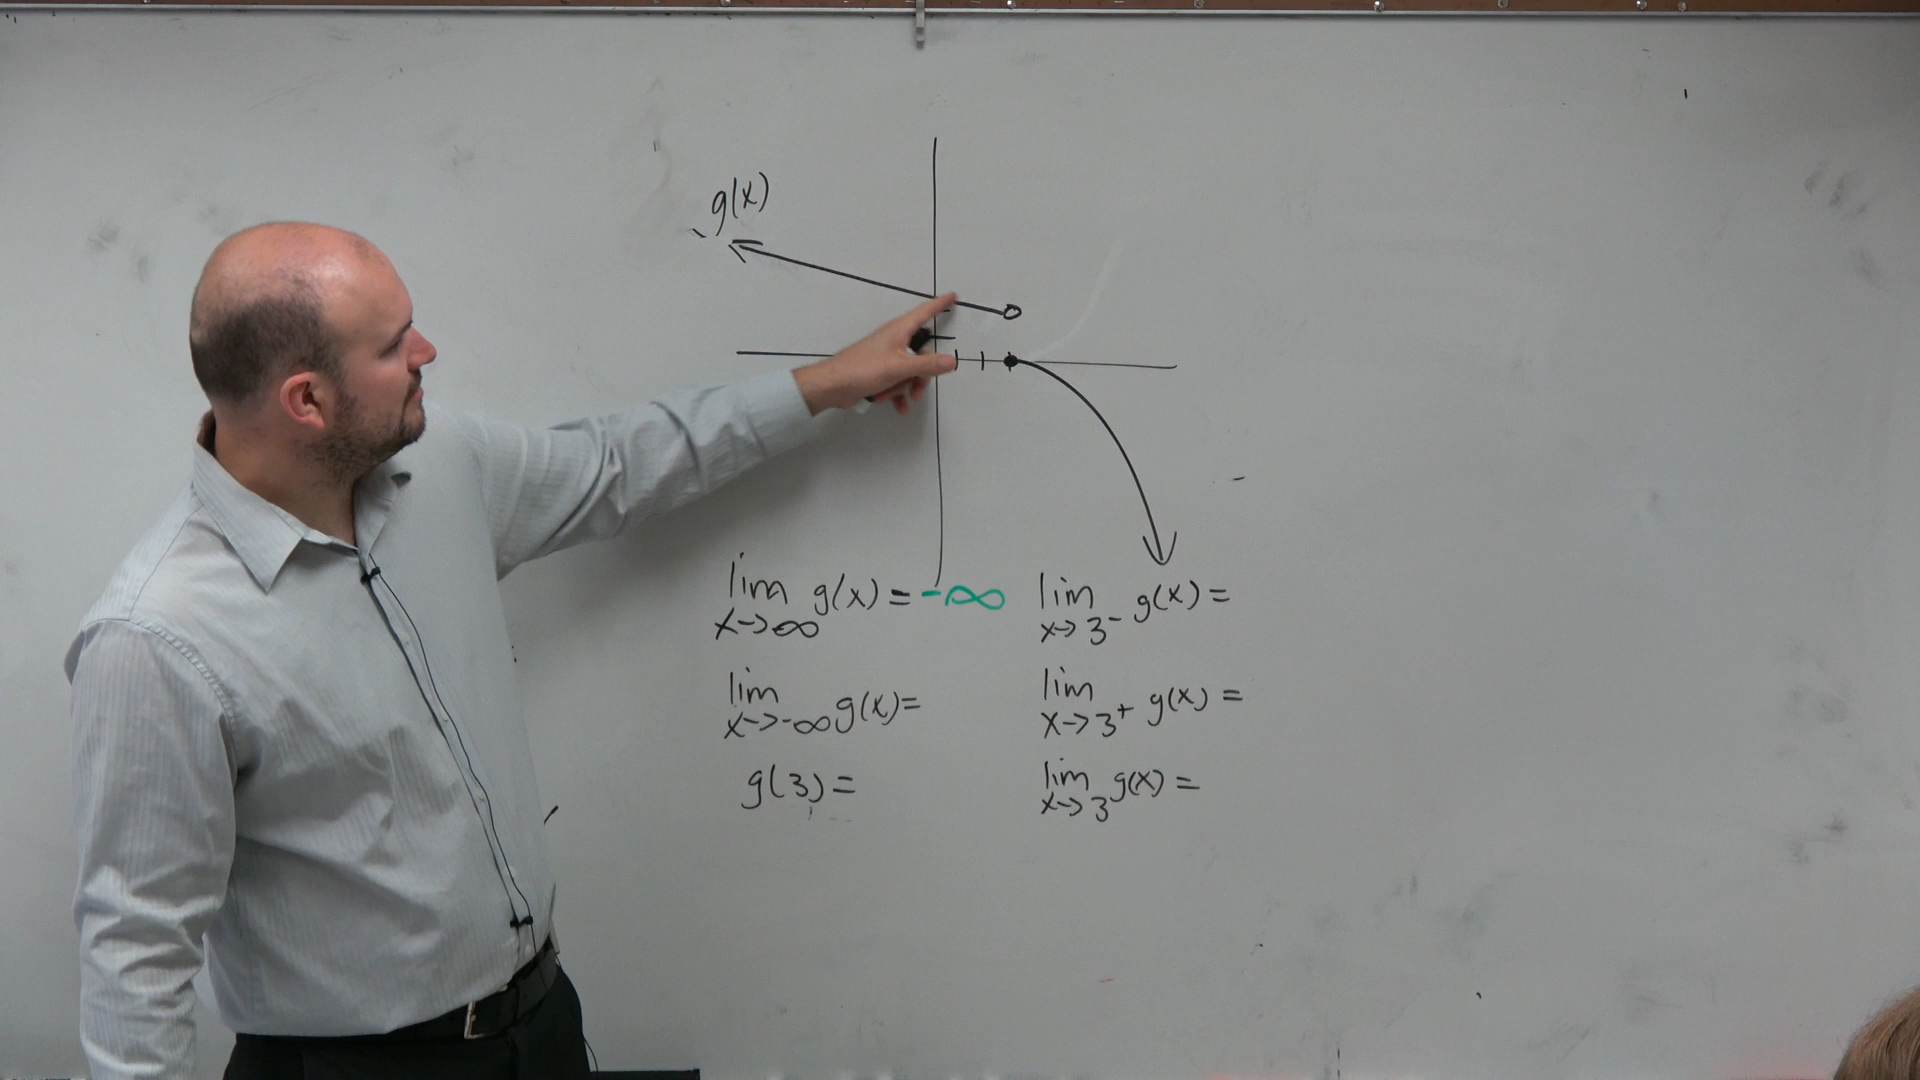 g(x)
lim g(x) = -∞
x→∞
lim g(x) =
x→3⁻
lim g(x) =
x→-∞
lim g(x) =
x→3⁺
g(3) =
lim g(x) =
x→3